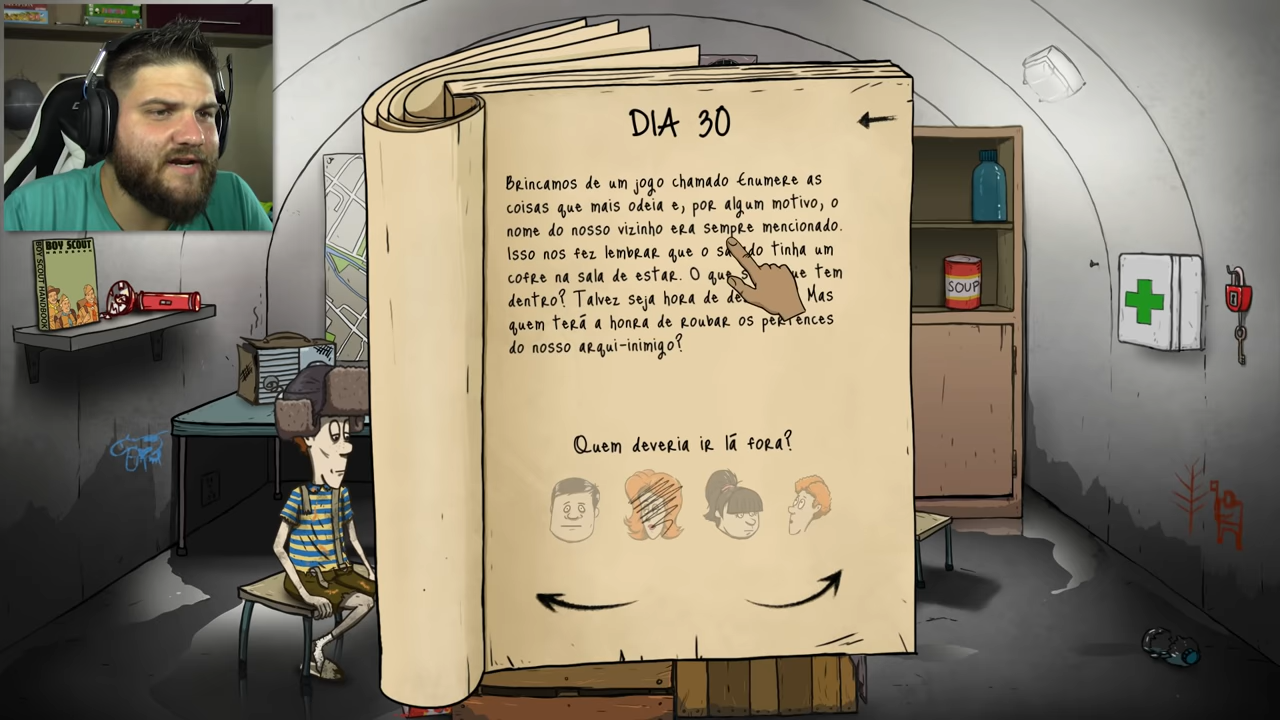 DIA 30
Brincamos de um jogo chamado Enumere as
coisas que mais odeia e, por algum motivo, o
nome do nosso vizinho era sempre mencionado.
Isso nos fez lembrar que o tinha um
cofre na sala de estar. O que tem
dentro? Talvez seja hora de Mas
quem terá a honra de roubar os pertences
do nosso arqui-inimigo?
Quem deveria ir lá fora?
BOY SCOUT
BOY SCOUT HANDBOOK
SOUP